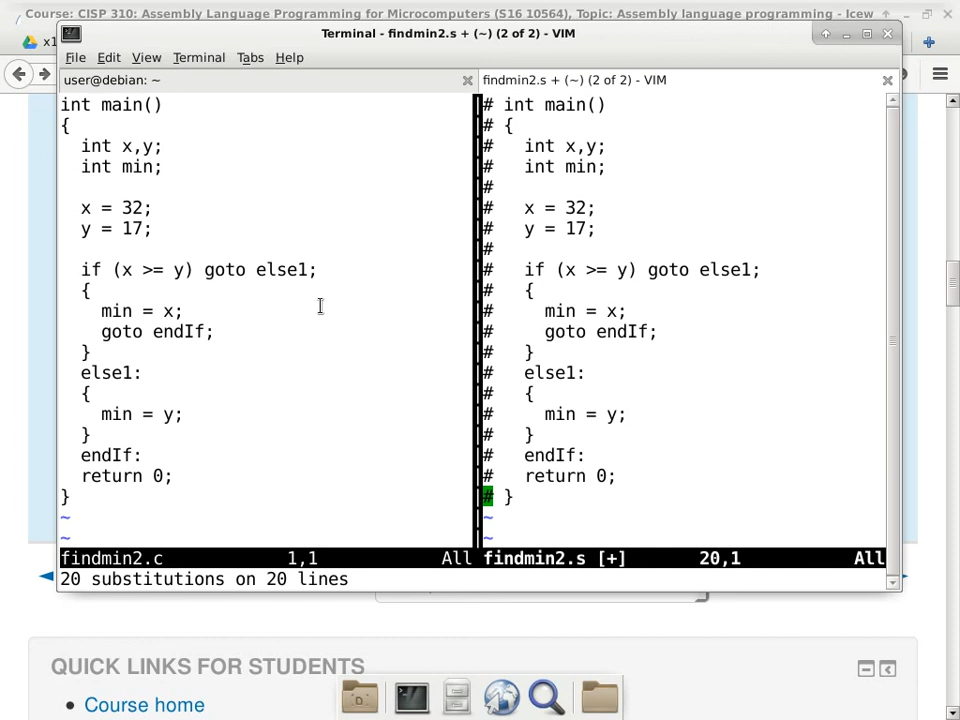 Course: CISP 310: Assembly Language Programming for Microcomputers (S16 10564), Topic: Assembly language programming - Icew
x1
Terminal - findmin2.s + (~) (2 of 2) - VIM
File Edit View Terminal Tabs Help
user@debian: ~
findmin2.s + (~) (2 of 2) - VIM
int main()
{
  int x,y;
  int min;

  x = 32;
  y = 17;

  if (x >= y) goto else1;
  {
    min = x;
    goto endIf;
  }
  else1:
  {
    min = y;
  }
  endIf:
  return 0;
}
~
~
findmin2.c 1,1 All
# int main()
# {
#   int x,y;
#   int min;
#
#   x = 32;
#   y = 17;
#
#   if (x >= y) goto else1;
#   {
#     min = x;
#     goto endIf;
#   }
#   else1:
#   {
#     min = y;
#   }
#   endIf:
#   return 0;
# }
~
~
findmin2.s [+] 20,1 All
20 substitutions on 20 lines
QUICK LINKS FOR STUDENTS
Course home